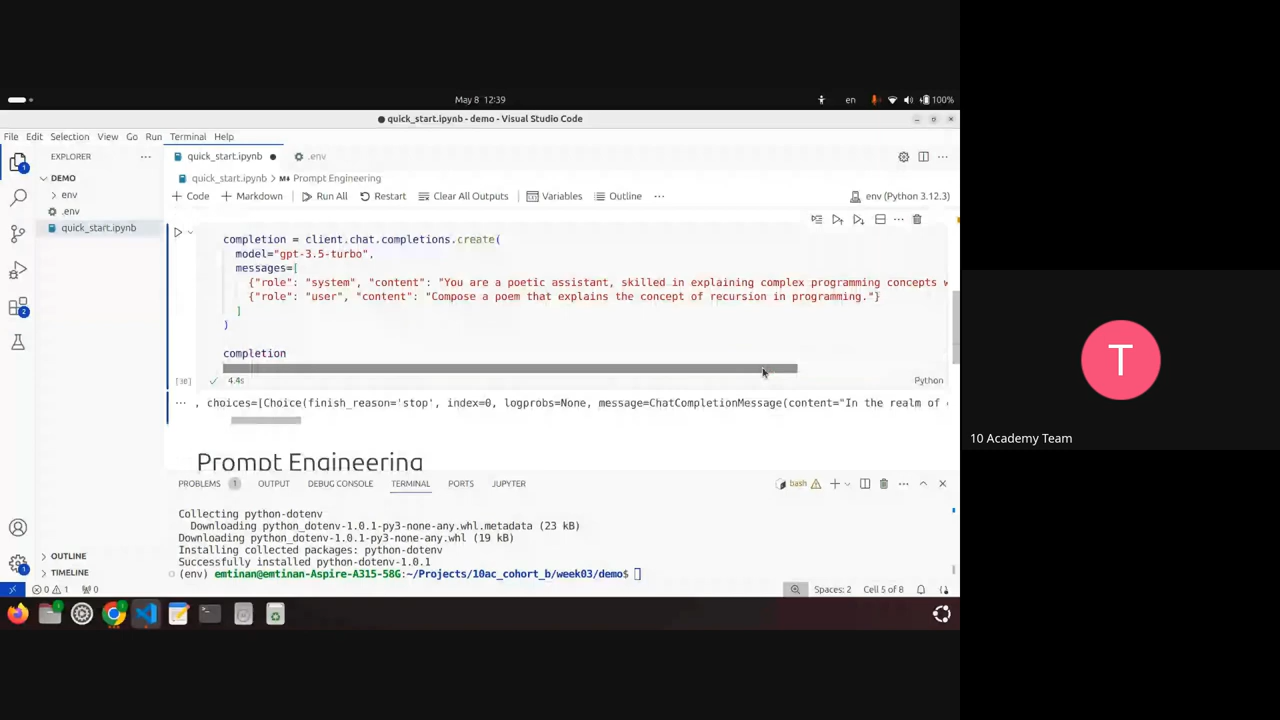 May 8 12:39
en
100%
quick_start.ipynb - demo - Visual Studio Code
File Edit Selection View Go Run Terminal Help
EXPLORER
quick_start.ipynb
.env
DEMO
quick_start.ipynb > Prompt Engineering
env
+ Code + Markdown Run All Restart Clear All Outputs Variables Outline ... env (Python 3.12.3)
.env
quick_start.ipynb
completion = client.chat.completions.create(
model="gpt-3.5-turbo",
messages=[
{"role": "system", "content": "You are a poetic assistant, skilled in explaining complex programming concepts w
{"role": "user", "content": "Compose a poem that explains the concept of recursion in programming."}
]
)
completion
4.4s
Python
... , choices=[Choice(finish_reason='stop', index=0, logprobs=None, message=ChatCompletionMessage(content="In the realm of
10 Academy Team
T
Prompt Engineering
PROBLEMS 1 OUTPUT DEBUG CONSOLE TERMINAL PORTS JUPYTER
bash
Collecting python-dotenv
Downloading python_dotenv-1.0.1-py3-none-any.whl.metadata (23 kB)
Downloading python_dotenv-1.0.1-py3-none-any.whl (19 kB)
Installing collected packages: python-dotenv
Successfully installed python-dotenv-1.0.1
(env) emtinan@emtinan-Aspire-A315-58G:~/Projects/10ac_cohort_b/week03/demo$
OUTLINE
TIMELINE
0 1 0
Spaces: 2 Cell 5 of 8